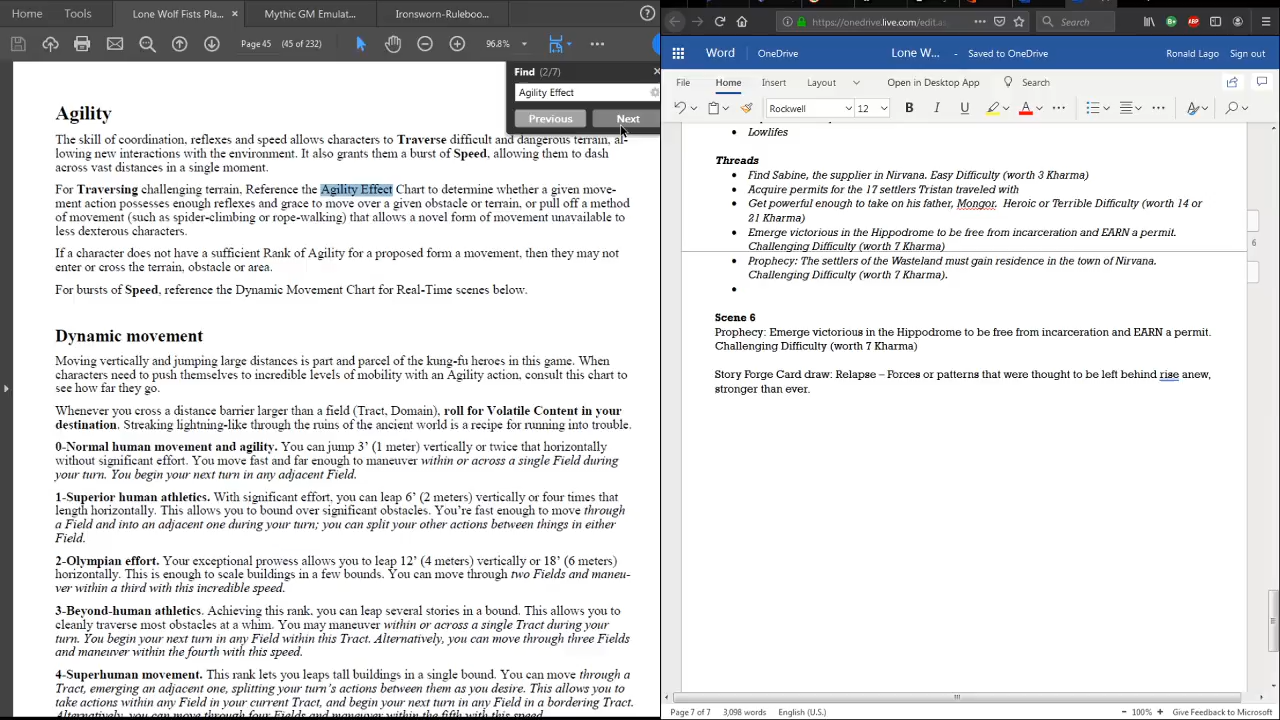 Home
Tools
Lone Wolf Fists Pla...
Mythic GM Emulat...
Ironsworn-Ruleboo...
Page 45
(45 of 232)
96.8%
Find (2/7)
Agility Effect
Previous
Next
Agility
The skill of coordination, reflexes and speed allows characters to Traverse difficult and dangerous terrain, al-
lowing new interactions with the environment. It also grants them a burst of Speed, allowing them to dash
across vast distances in a single moment.
For Traversing challenging terrain, Reference the Agility Effect Chart to determine whether a given move-
ment action possesses enough reflexes and grace to move over a given obstacle or terrain, or pull off a method
of movement (such as spider-climbing or rope-walking) that allows a novel form of movement unavailable to
less dexterous characters.
If a character does not have a sufficient Rank of Agility for a proposed form a movement, then they may not
enter or cross the terrain, obstacle or area.
For bursts of Speed, reference the Dynamic Movement Chart for Real-Time scenes below.
Dynamic movement
Moving vertically and jumping large distances is part and parcel of the kung-fu heroes in this game. When
characters need to push themselves to incredible levels of mobility with an Agility action, consult this chart to
see how far they go.
Whenever you cross a distance barrier larger than a field (Tract, Domain), roll for Volatile Content in your
destination. Streaking lightning-like through the ruins of the ancient world is a recipe for running into trouble.
0-Normal human movement and agility. You can jump 3' (1 meter) vertically or twice that horizontally
without significant effort. You move fast and far enough to maneuver within or across a single Field during
your turn. You begin your next turn in any adjacent Field.
1-Superior human athletics. With significant effort, you can leap 6' (2 meters) vertically or four times that
length horizontally. This allows you to bound over significant obstacles. You're fast enough to move through
a Field and into an adjacent one during your turn; you can split your other actions between things in either
Field.
2-Olympian effort. Your exceptional prowess allows you to leap 12' (4 meters) vertically or 18' (6 meters)
horizontally. This is enough to scale buildings in a few bounds. You can move through two Fields and maneu-
ver within a third with this incredible speed.
3-Beyond-human athletics. Achieving this rank, you can leap several stories in a bound. This allows you to
cleanly traverse most obstacles at a whim. You may maneuver within or across a single Tract during your
turn. You begin your next turn in any Field within this Tract. Alternatively, you can move through three Fields
and maneuver within the fourth with this speed.
4-Superhuman movement. This rank lets you leaps tall buildings in a single bound. You can move through a
Tract, emerging an adjacent one, splitting your turn's actions between them as you desire. This allows you to
take actions within any Field in your current Tract, and begin your next turn in any Field in a bordering Tract.
Alternatively, you can move through four Fields and maneuver within the fifth with this speed.
https://onedrive.live.com/edit.as
Search
Word
OneDrive
Lone W...
- Saved to OneDrive
Ronald Lago
Sign out
File
Home
Insert
Layout
Open in Desktop App
Search
Rockwell
12
B
I
U
A
Lowlifes
Threads
Find Sabine, the supplier in Nirvana. Easy Difficulty (worth 3 Kharma)
Acquire permits for the 17 settlers Tristan traveled with
Get powerful enough to take on his father, Mongor. Heroic or Terrible Difficulty (worth 14 or
21 Kharma)
Emerge victorious in the Hippodrome to be free from incarceration and EARN a permit.
Challenging Difficulty (worth 7 Kharma)
6
Prophecy: The settlers of the Wasteland must gain residence in the town of Nirvana.
Challenging Difficulty (worth 7 Kharma).
Scene 6
Prophecy: Emerge victorious in the Hippodrome to be free from incarceration and EARN a permit.
Challenging Difficulty (worth 7 Kharma)
Story Forge Card draw: Relapse – Forces or patterns that were thought to be left behind rise anew,
stronger than ever.
Page 7 of 7
3,098 words
English (U.S.)
100%
Give Feedback to Microsoft